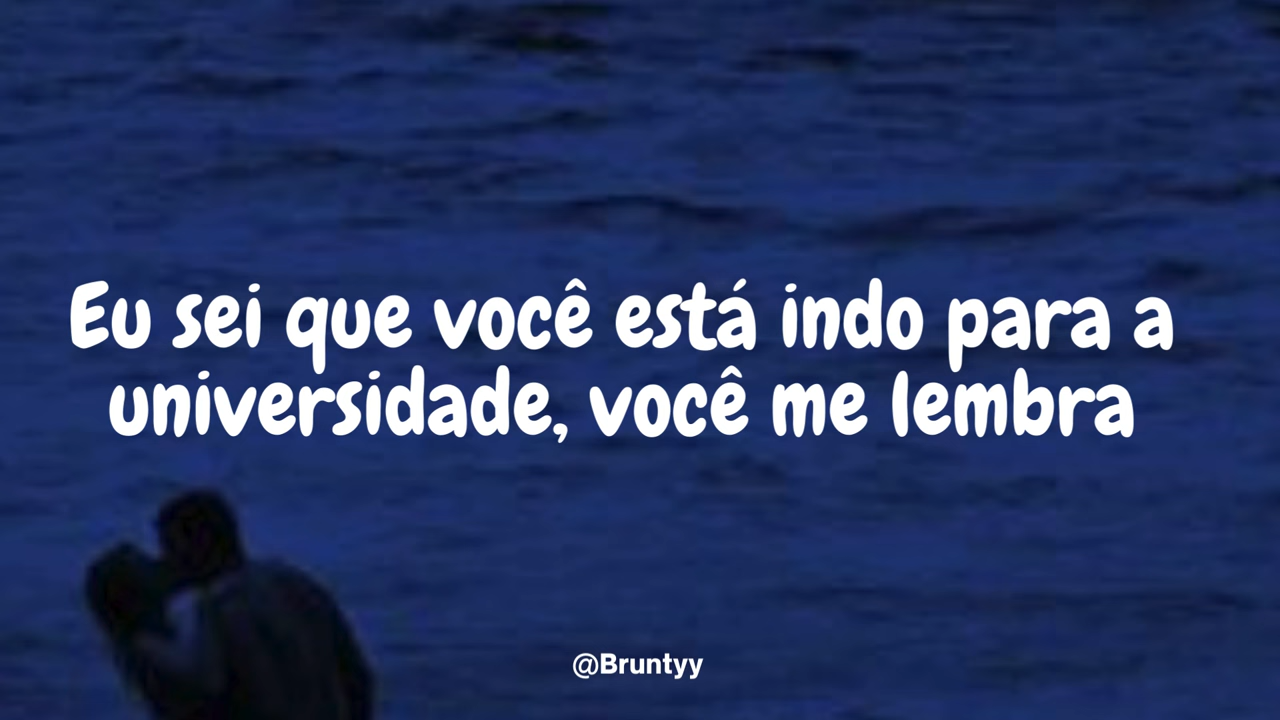 Eu sei que você está indo para a
universidade, você me lembra
@Bruntyy